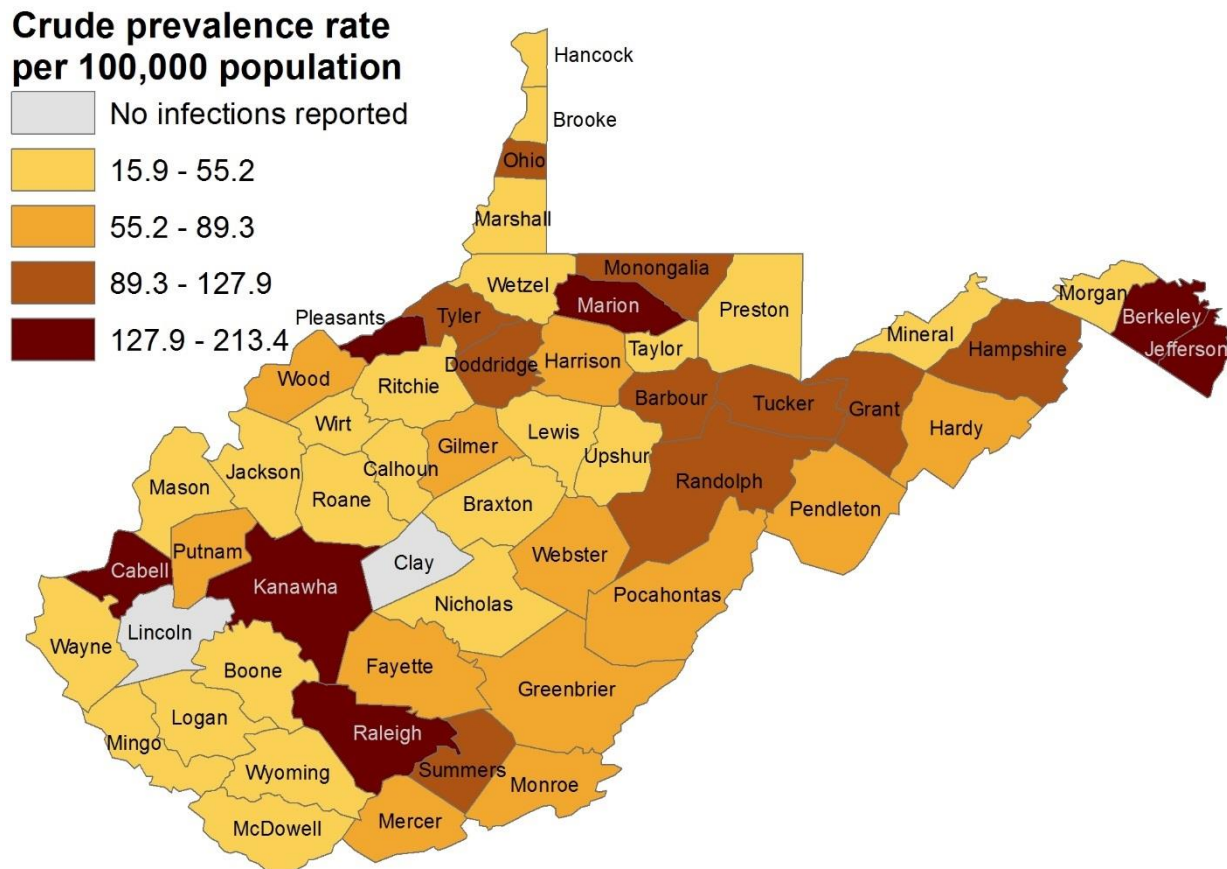 Crude prevalence rate
per 100,000 population
No infections reported
15.9 - 55.2
55.2 - 89.3
89.3 - 127.9
127.9 - 213.4
Hancock
Brooke
Ohio
Marshall
Wetzel
Monongalia
Marion
Preston
Morgan
Berkeley
Jefferson
Mineral
Hampshire
Pleasants
Tyler
Doddridge
Harrison
Taylor
Wood
Ritchie
Barbour
Tucker
Grant
Hardy
Wirt
Gilmer
Lewis
Upshur
Calhoun
Jackson
Roane
Mason
Braxton
Randolph
Pendleton
Putnam
Cabell
Kanawha
Clay
Webster
Pocahontas
Nicholas
Lincoln
Wayne
Boone
Fayette
Greenbrier
Logan
Mingo
Raleigh
Wyoming
Summers
Monroe
Mercer
McDowell